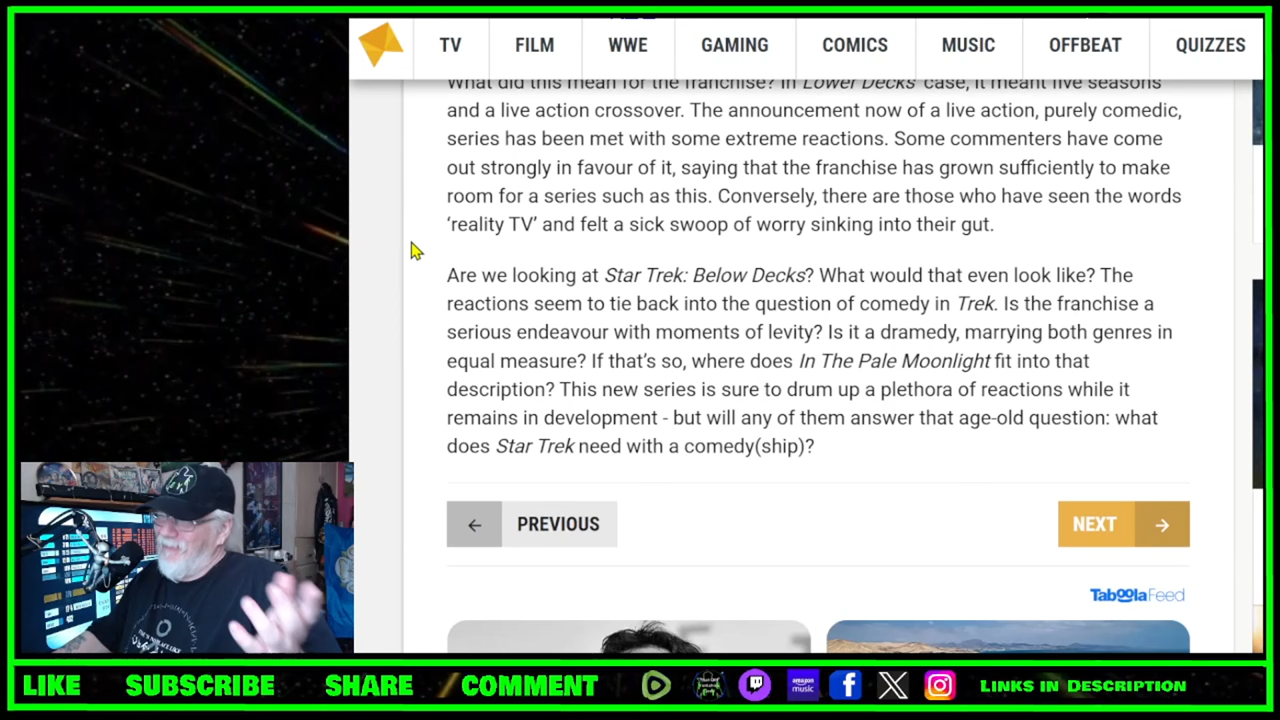 TV FILM WWE GAMING COMICS MUSIC OFFBEAT QUIZZES
What did this mean for the franchise? In Lower Decks' case, it meant five seasons
and a live action crossover. The announcement now of a live action, purely comedic,
series has been met with some extreme reactions. Some commenters have come
out strongly in favour of it, saying that the franchise has grown sufficiently to make
room for a series such as this. Conversely, there are those who have seen the words
‘reality TV’ and felt a sick swoop of worry sinking into their gut.
Are we looking at Star Trek: Below Decks? What would that even look like? The
reactions seem to tie back into the question of comedy in Trek. Is the franchise a
serious endeavour with moments of levity? Is it a dramedy, marrying both genres in
equal measure? If that’s so, where does In The Pale Moonlight fit into that
description? This new series is sure to drum up a plethora of reactions while it
remains in development - but will any of them answer that age-old question: what
does Star Trek need with a comedy(ship)?
← PREVIOUS
NEXT →
Taboola Feed
LIKE SUBSCRIBE SHARE COMMENT amazon music LINKS IN DESCRIPTION